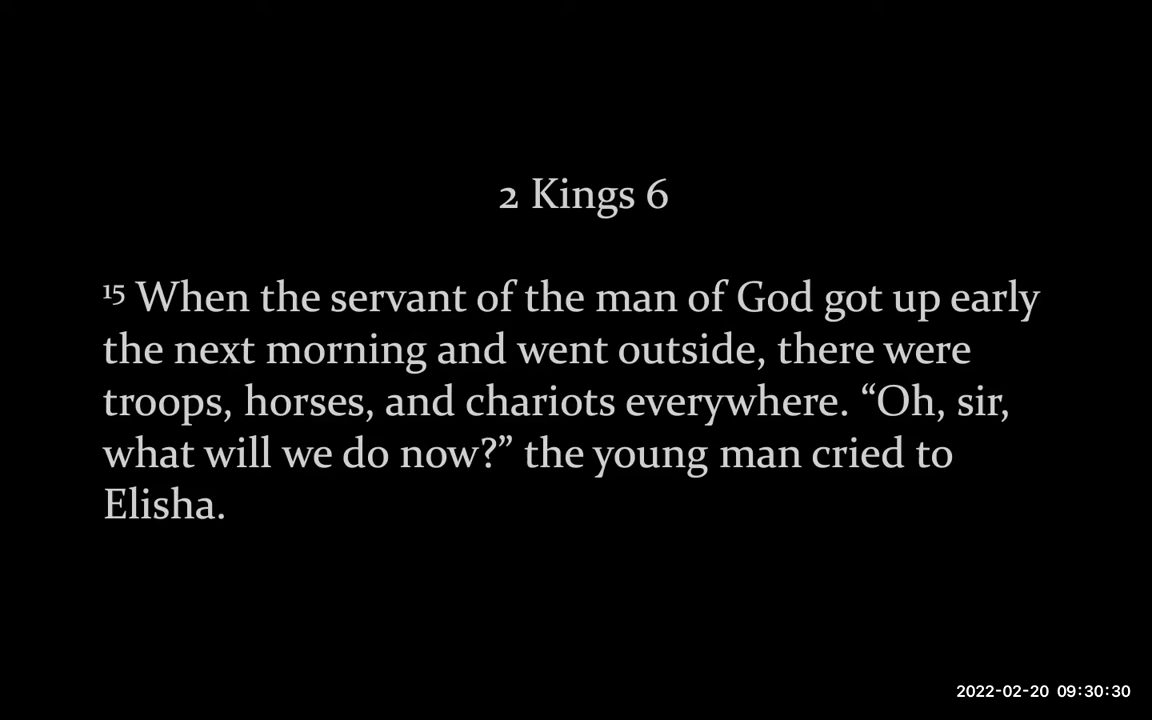 2 Kings 6
15 When the servant of the man of God got up early
the next morning and went outside, there were
troops, horses, and chariots everywhere. “Oh, sir,
what will we do now?” the young man cried to
Elisha.
2022-02-20 09:30:30